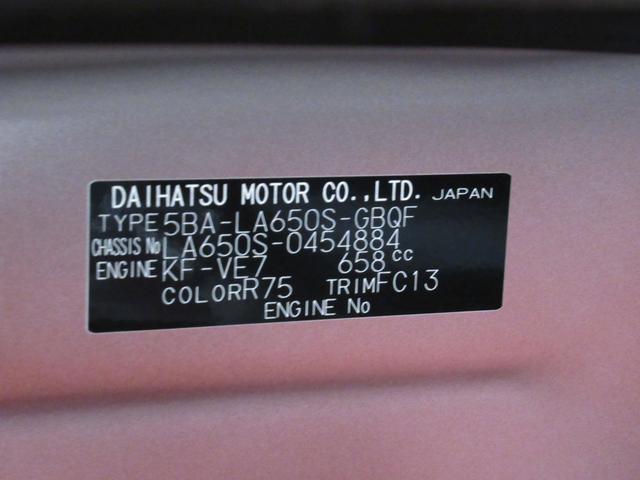 DAIHATSU MOTOR CO.,LTD. JAPAN
TYPE 5BA-LA650S-GBQF
CHASSIS No LA650S-0454884
ENGINE KF-VE7 658cc
COLOR R75 TRIM FC13
ENGINE No